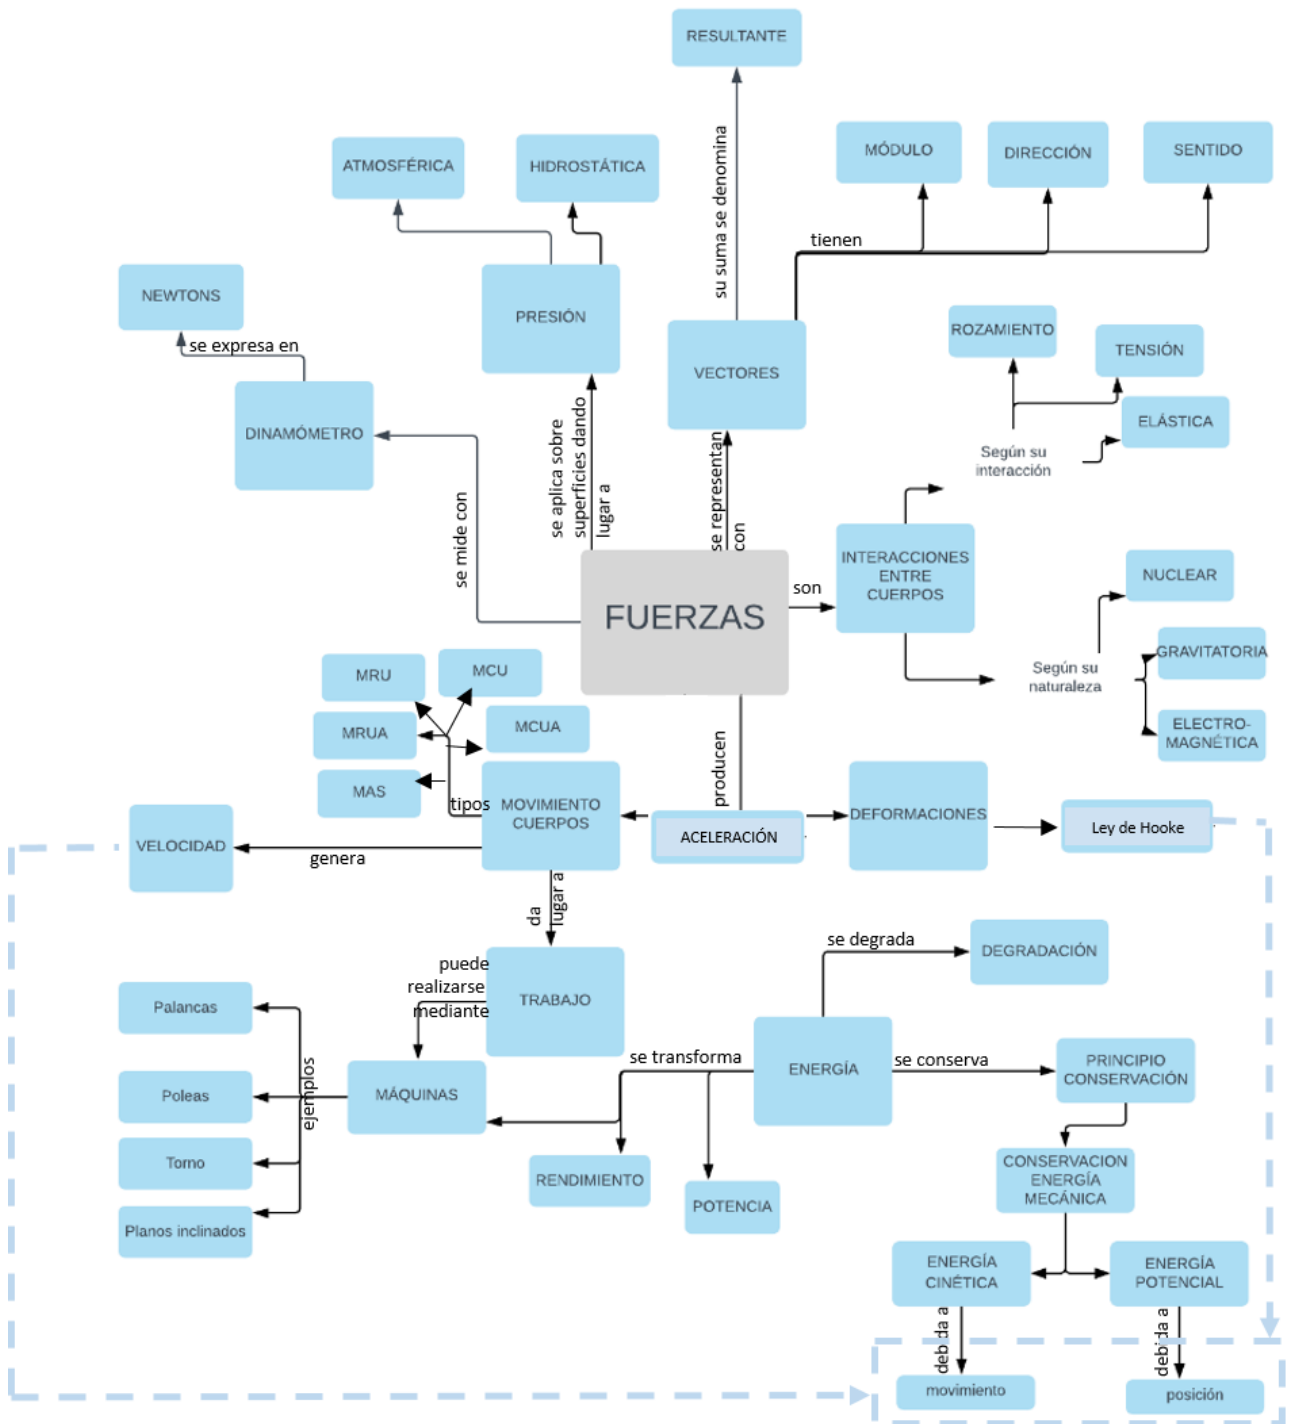 RESULTANTE
su suma se denomina
MÓDULO
DIRECCIÓN
SENTIDO
tienen
ATMOSFÉRICA
HIDROSTÁTICA
NEWTONS
se expresa en
PRESIÓN
VECTORES
ROZAMIENTO
TENSIÓN
ELÁSTICA
DINAMÓMETRO
Según su
interacción
se mide con
se aplica sobre
superficies dando
lugar a
se representan
con
FUERZAS
son
INTERACCIONES
ENTRE
CUERPOS
NUCLEAR
GRAVITATORIA
Según su
naturaleza
ELECTRO-
MAGNÉTICA
MRU
MCU
MRUA
MCUA
MAS
tipos
MOVIMIENTO
CUERPOS
producen
ACELERACIÓN
DEFORMACIONES
Ley de Hooke
VELOCIDAD
genera
da
lugar a
TRABAJO
puede
realizarse
mediante
se degrada
DEGRADACIÓN
Palancas
Poleas
Torno
Planos inclinados
ejemplos
MÁQUINAS
se transforma
ENERGÍA
se conserva
PRINCIPIO
CONSERVACIÓN
RENDIMIENTO
POTENCIA
CONSERVACION
ENERGÍA
MECÁNICA
ENERGÍA
CINÉTICA
ENERGÍA
POTENCIAL
debida a
debida a
movimiento
posición